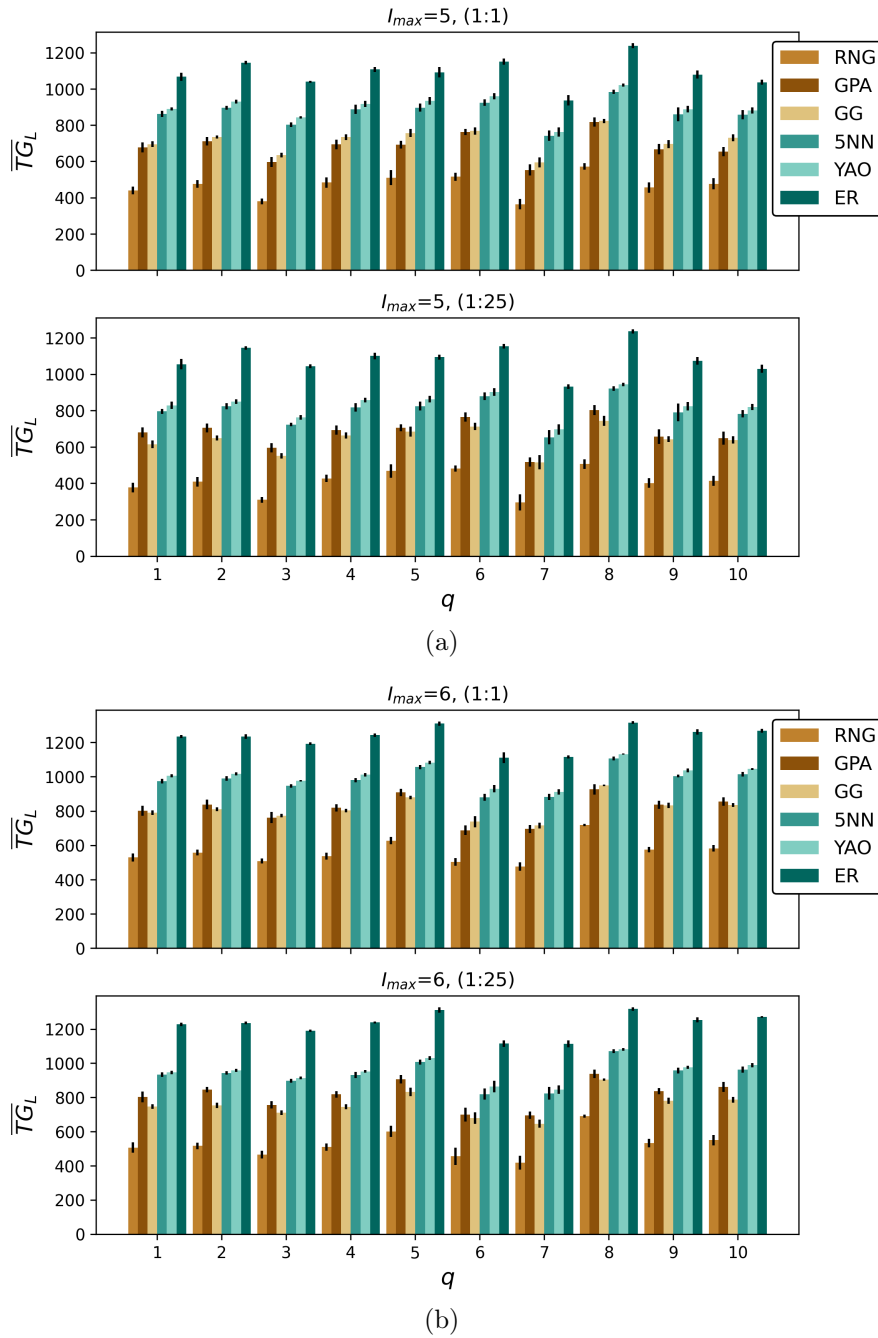 I_max=5, (1:1)
1200
1000
800
600
400
200
0
TG_L
RNG
GPA
GG
5NN
YAO
ER
I_max=5, (1:25)
1200
1000
800
600
400
200
0
TG_L
1 2 3 4 5 6 7 8 9 10
q
(a)
I_max=6, (1:1)
1200
1000
800
600
400
200
0
TG_L
RNG
GPA
GG
5NN
YAO
ER
I_max=6, (1:25)
1200
1000
800
600
400
200
0
TG_L
1 2 3 4 5 6 7 8 9 10
q
(b)